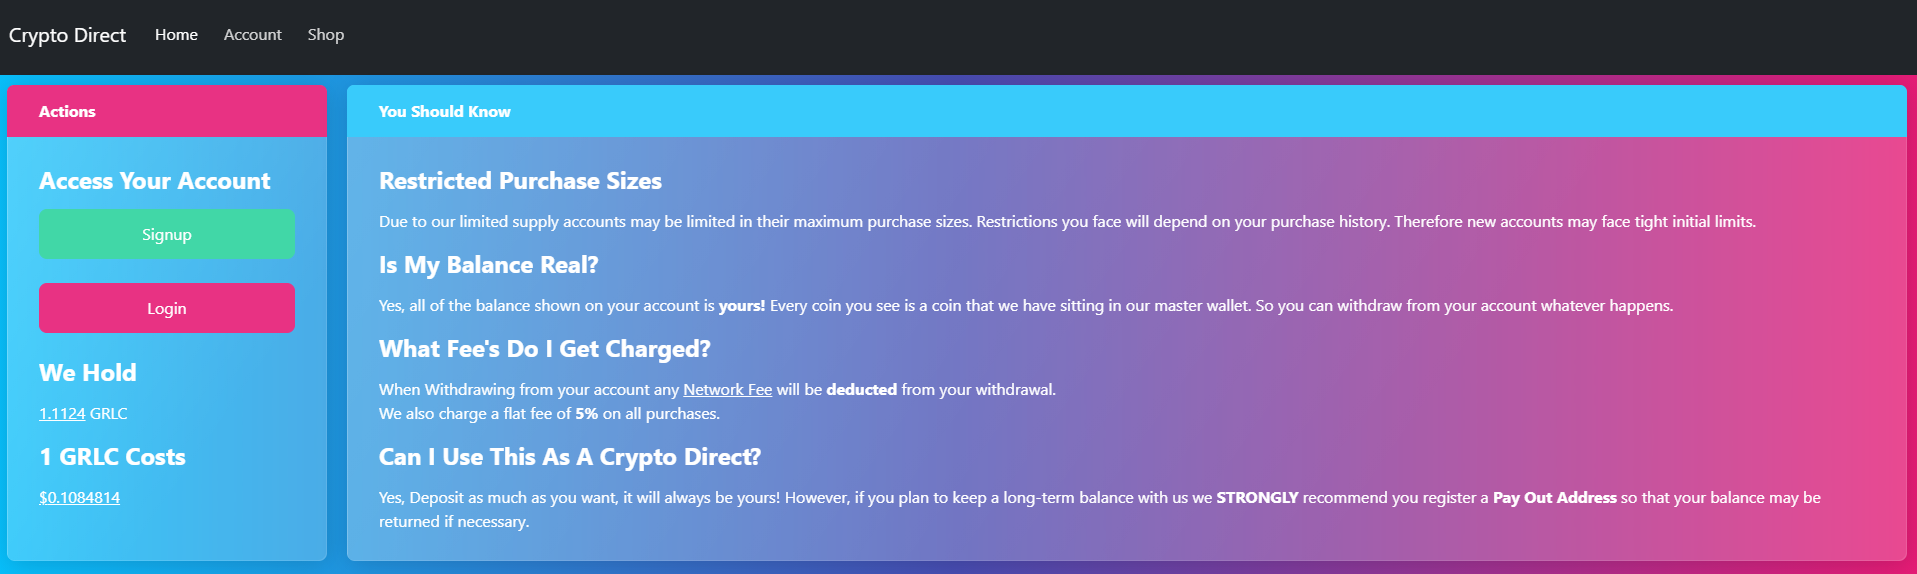 Crypto Direct Home Account Shop
Actions
Access Your Account
Signup
Login
We Hold
1.1124 GRLC
1 GRLC Costs
$0.1084814
You Should Know
Restricted Purchase Sizes
Due to our limited supply accounts may be limited in their maximum purchase sizes. Restrictions you face will depend on your purchase history. Therefore new accounts may face tight initial limits.
Is My Balance Real?
Yes, all of the balance shown on your account is yours! Every coin you see is a coin that we have sitting in our master wallet. So you can withdraw from your account whatever happens.
What Fee's Do I Get Charged?
When Withdrawing from your account any Network Fee will be deducted from your withdrawal.
We also charge a flat fee of 5% on all purchases.
Can I Use This As A Crypto Direct?
Yes, Deposit as much as you want, it will always be yours! However, if you plan to keep a long-term balance with us we STRONGLY recommend you register a Pay Out Address so that your balance may be
returned if necessary.